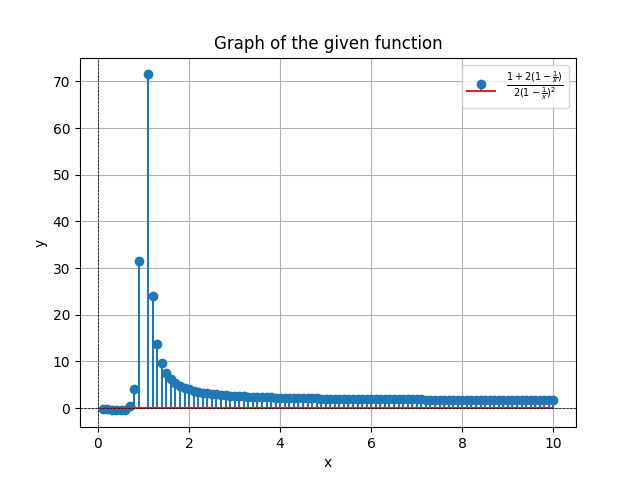 Graph of the given function
1 + 2(1 − 1/x)
2(1 − 1/x)²
70
60
50
40
30
20
10
0
y
0 2 4 6 8 10
x